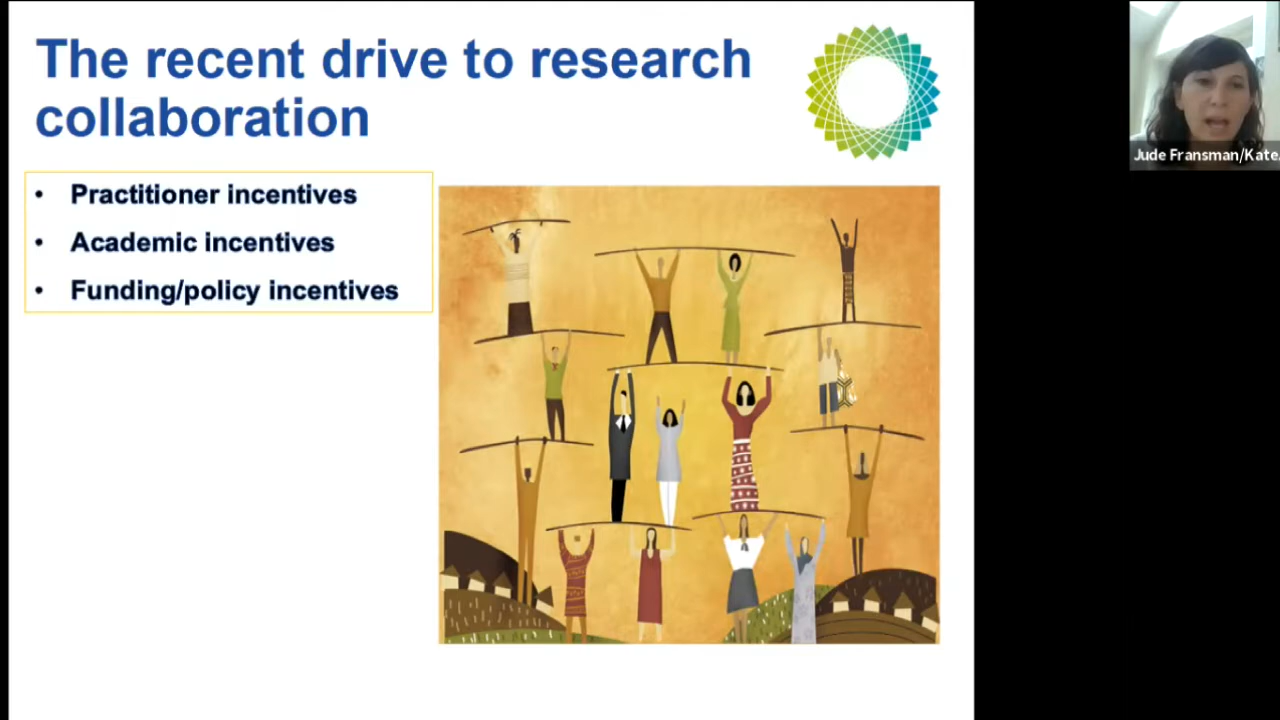 The recent drive to research
collaboration
• Practitioner incentives
• Academic incentives
• Funding/policy incentives
Jude Fransman/Kate